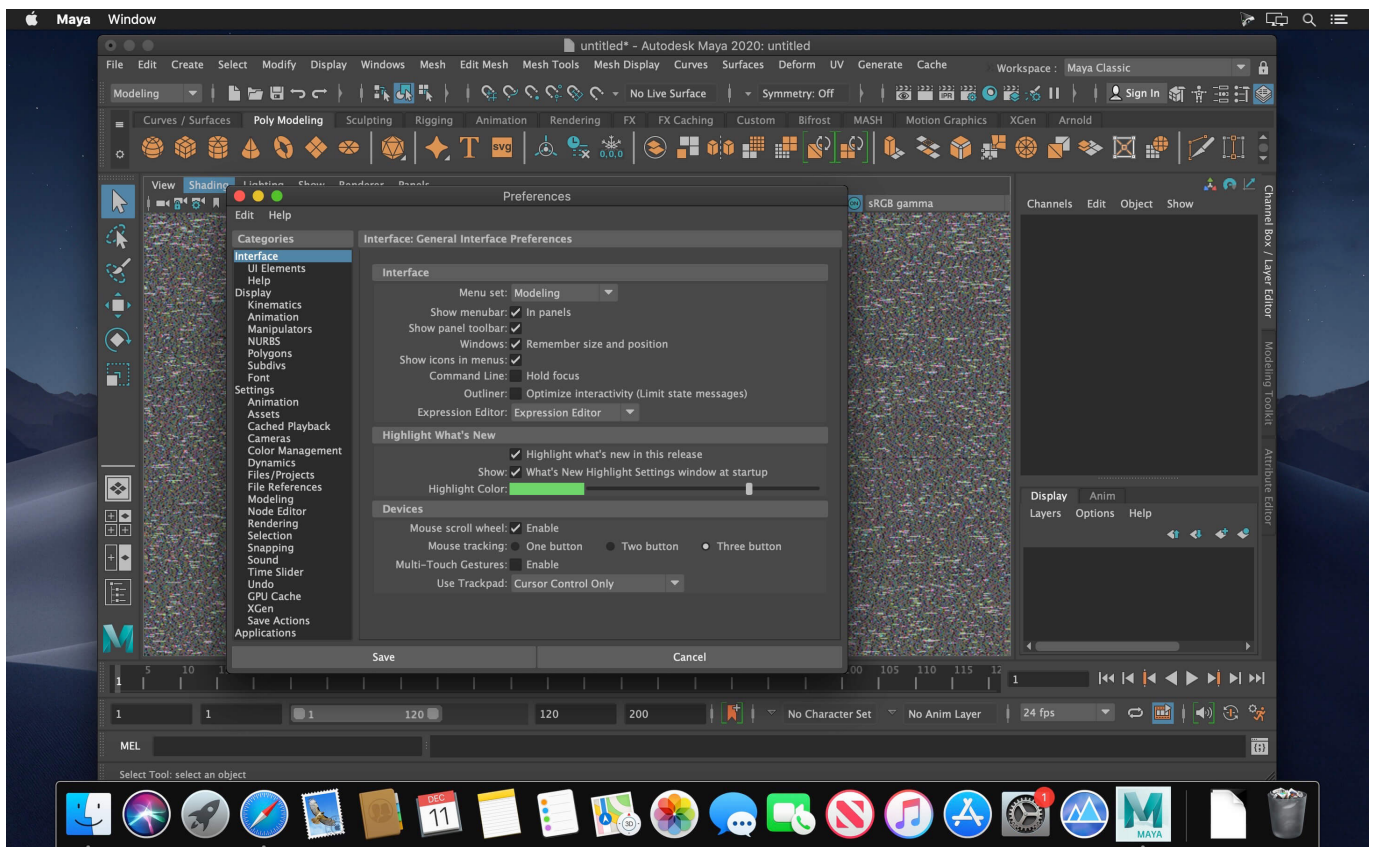 Maya Window
untitled* - Autodesk Maya 2020: untitled
File Edit Create Select Modify Display Windows Mesh Edit Mesh Mesh Tools Mesh Display Curves Surfaces Deform UV Generate Cache Workspace : Maya Classic
Modeling No Live Surface Symmetry: Off Sign In
Curves / Surfaces Poly Modeling Sculpting Rigging Animation Rendering FX FX Caching Custom Bifrost MASH Motion Graphics XGen Arnold
T svg 0,0,0
View Shading Lighting Show Renderer Panels
ON sRGB gamma
Channels Edit Object Show
Channel Box / Layer Editor
Modeling Toolkit
Attribute Editor
Preferences
Edit Help
Categories
Interface
UI Elements
Help
Display
Kinematics
Animation
Manipulators
NURBS
Polygons
Subdivs
Font
Settings
Animation
Assets
Cached Playback
Cameras
Color Management
Dynamics
Files/Projects
File References
Modeling
Node Editor
Rendering
Selection
Snapping
Sound
Time Slider
Undo
GPU Cache
XGen
Save Actions
Applications
Interface: General Interface Preferences
Interface
Menu set: Modeling
Show menubar: In panels
Show panel toolbar:
Windows: Remember size and position
Show icons in menus:
Command Line: Hold focus
Outliner: Optimize interactivity (Limit state messages)
Expression Editor: Expression Editor
Highlight What's New
Highlight what's new in this release
Show: What's New Highlight Settings window at startup
Highlight Color:
Devices
Mouse scroll wheel: Enable
Mouse tracking: One button Two button Three button
Multi-Touch Gestures: Enable
Use Trackpad: Cursor Control Only
Save Cancel
Display Anim
Layers Options Help
M
1 5 10 105 110 115 12 1
1 1 1 120 120 200 No Character Set No Anim Layer 24 fps
MEL
Select Tool: select an object
DEC
11
3D
1
M
MAYA